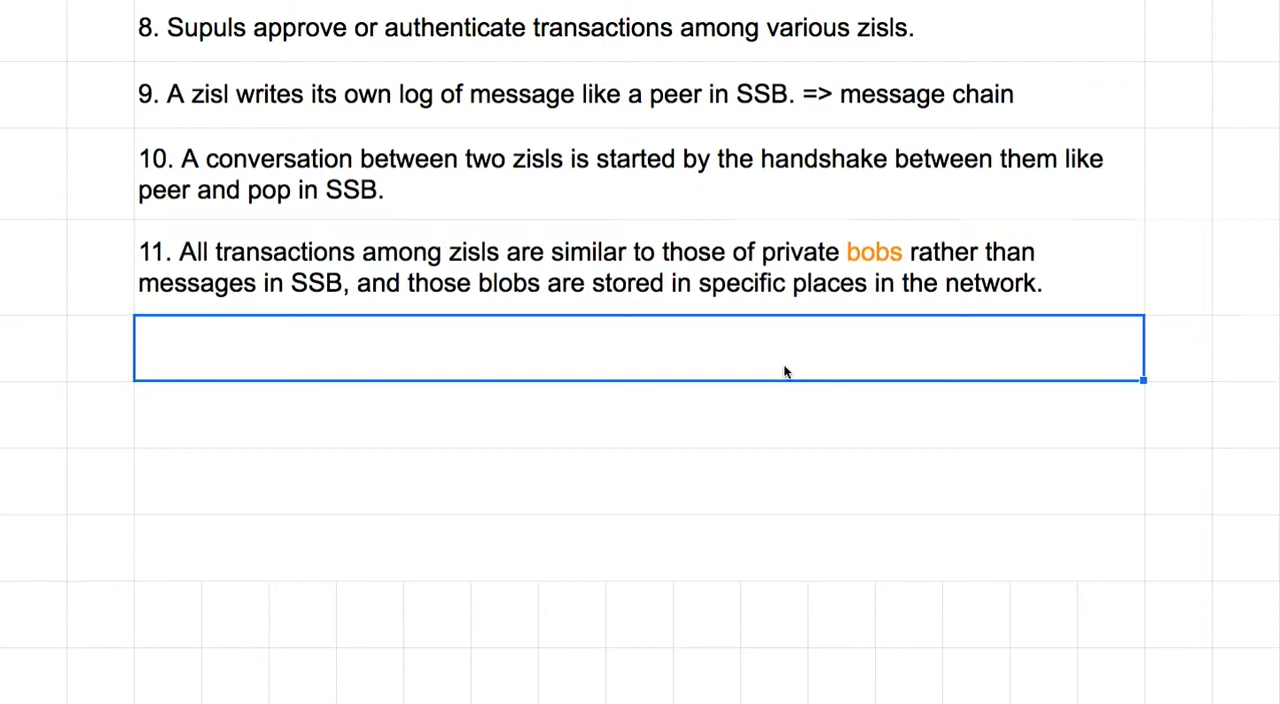 8. Supuls approve or authenticate transactions among various zisls.
9. A zisl writes its own log of message like a peer in SSB. => message chain
10. A conversation between two zisls is started by the handshake between them like
peer and pop in SSB.
11. All transactions among zisls are similar to those of private bobs rather than
messages in SSB, and those blobs are stored in specific places in the network.